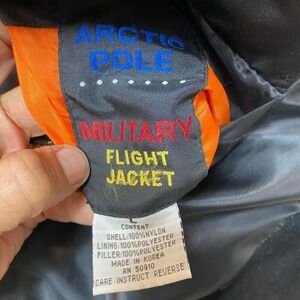 ARCTIC
POLE
MILITARY
FLIGHT
JACKET
L
CONTENT
SHELL:100%NYLON
LINING:100%POLYESTER
FILLER:100%POLYESTER
MADE IN KOREA
RN 50910
CARE INSTRUCT REVERSE